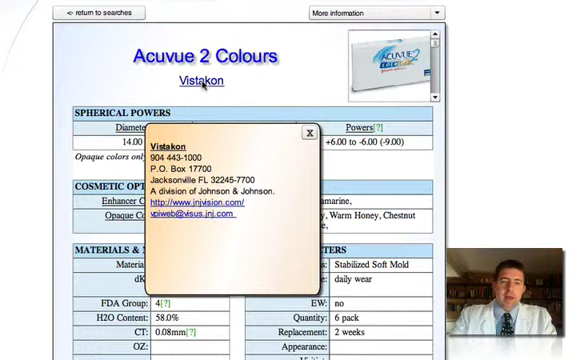 <- return to searches
More information
Acuvue 2 Colours
Vistakon
ACUVUE 2
SPHERICAL POWERS
Diamete
Powers[?]
14.00
+6.00 to -6.00 (-9.00)
Opaque colors only
COSMETIC OPT
Enhancer C
marine,
Opaque Co
, Warm Honey, Chestnut
Vistakon
904 443-1000
P.O. Box 17700
Jacksonville FL 32245-7700
A division of Johnson & Johnson.
http://www.jnjvision.com/
vpiweb@visus.jnj.com
X
MATERIALS & M
TERS
Materia
Stabilized Soft Mold
dK
daily wear
FDA Group: 4[?]
EW: no
H2O Content: 58.0%
Quantity: 6 pack
CT: 0.08mm[?]
Replacement: 2 weeks
OZ:
Appearance: